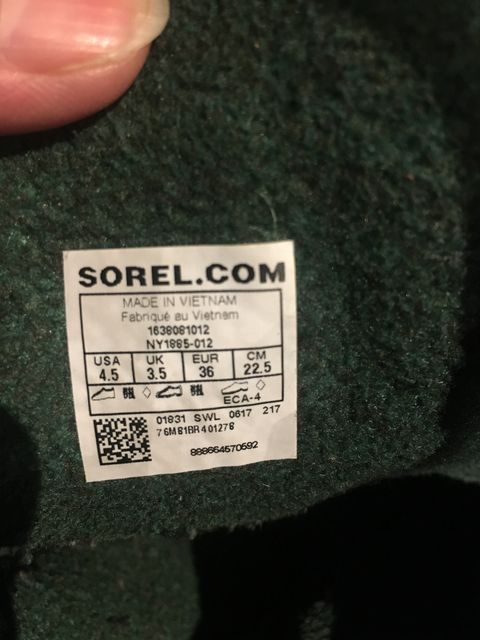 SOREL.COM
MADE IN VIETNAM
Fabriqué au Vietnam
1638081012
NY1885-012
USA UK EUR CM
4.5 3.5 36 22.5
ECA-4
01831 SWL 0617 217
76M81BR401278
888664570592